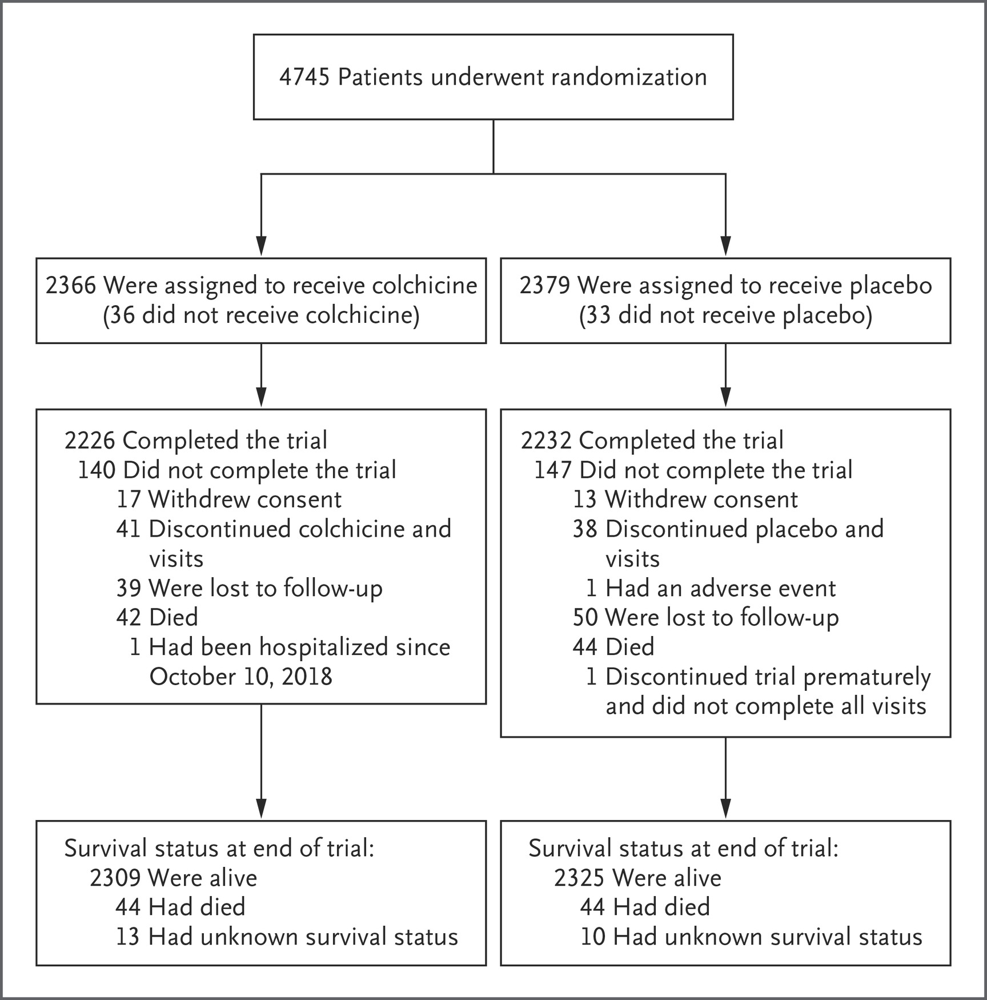 4745 Patients underwent randomization
2366 Were assigned to receive colchicine
(36 did not receive colchicine)
2379 Were assigned to receive placebo
(33 did not receive placebo)
2226 Completed the trial
140 Did not complete the trial
17 Withdrew consent
41 Discontinued colchicine and
visits
39 Were lost to follow-up
42 Died
1 Had been hospitalized since
October 10, 2018
2232 Completed the trial
147 Did not complete the trial
13 Withdrew consent
38 Discontinued placebo and
visits
1 Had an adverse event
50 Were lost to follow-up
44 Died
1 Discontinued trial prematurely
and did not complete all visits
Survival status at end of trial:
2309 Were alive
44 Had died
13 Had unknown survival status
Survival status at end of trial:
2325 Were alive
44 Had died
10 Had unknown survival status